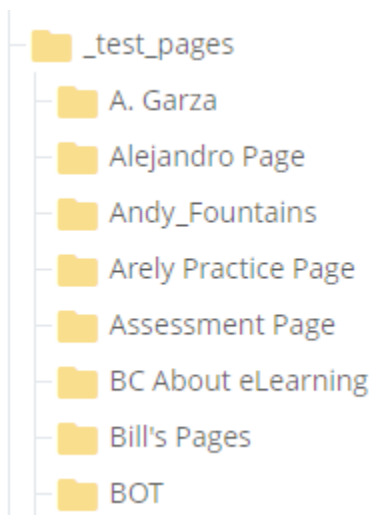 _test_pages
A. Garza
Alejandro Page
Andy_Fountains
Arely Practice Page
Assessment Page
BC About eLearning
Bill's Pages
BOT